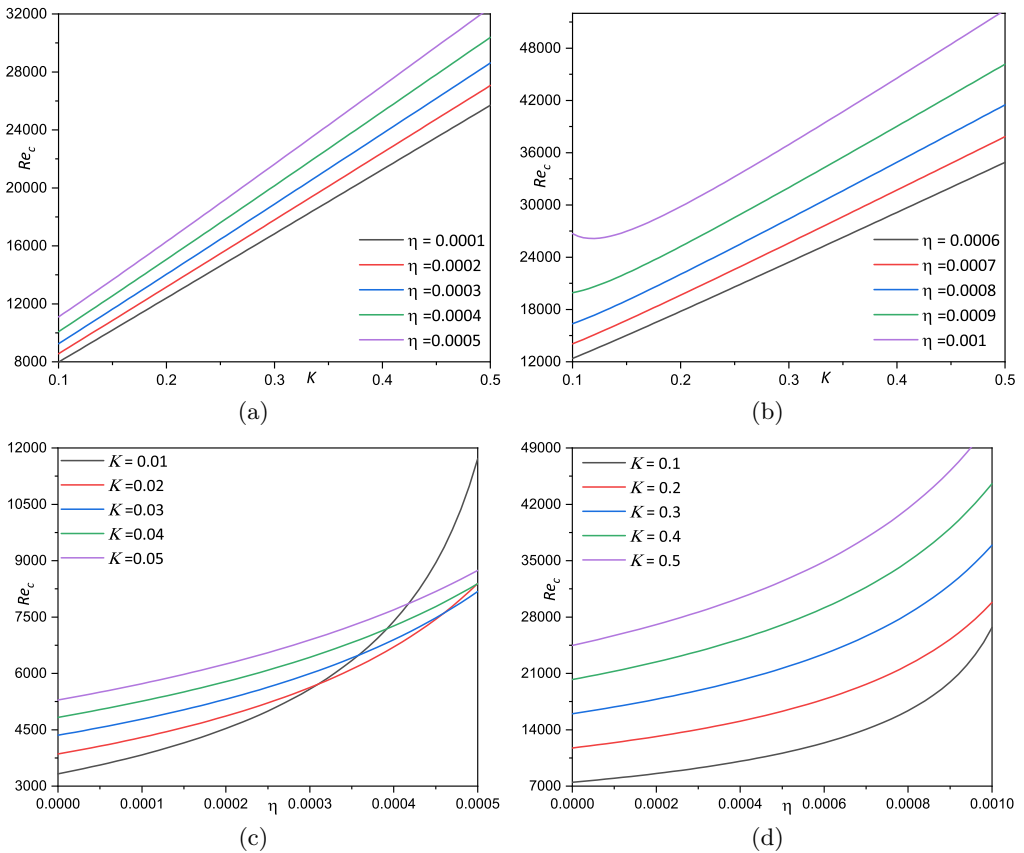 32000
28000
24000
20000
16000
12000
8000
Re_c
0.1
0.2
0.3
0.4
0.5
K
η = 0.0001
η =0.0002
η =0.0003
η =0.0004
η =0.0005
(a)
48000
42000
36000
30000
24000
18000
12000
Re_c
0.1
0.2
0.3
0.4
0.5
K
η =0.0006
η =0.0007
η =0.0008
η =0.0009
η =0.001
(b)
12000
10500
9000
7500
6000
4500
3000
Re_c
K = 0.01
K =0.02
K =0.03
K =0.04
K =0.05
0.0000
0.0001
0.0002
0.0003
0.0004
0.0005
η
(c)
49000
42000
35000
28000
21000
14000
7000
Re_c
K = 0.1
K = 0.2
K = 0.3
K = 0.4
K = 0.5
0.0000
0.0002
0.0004
0.0006
0.0008
0.0010
η
(d)